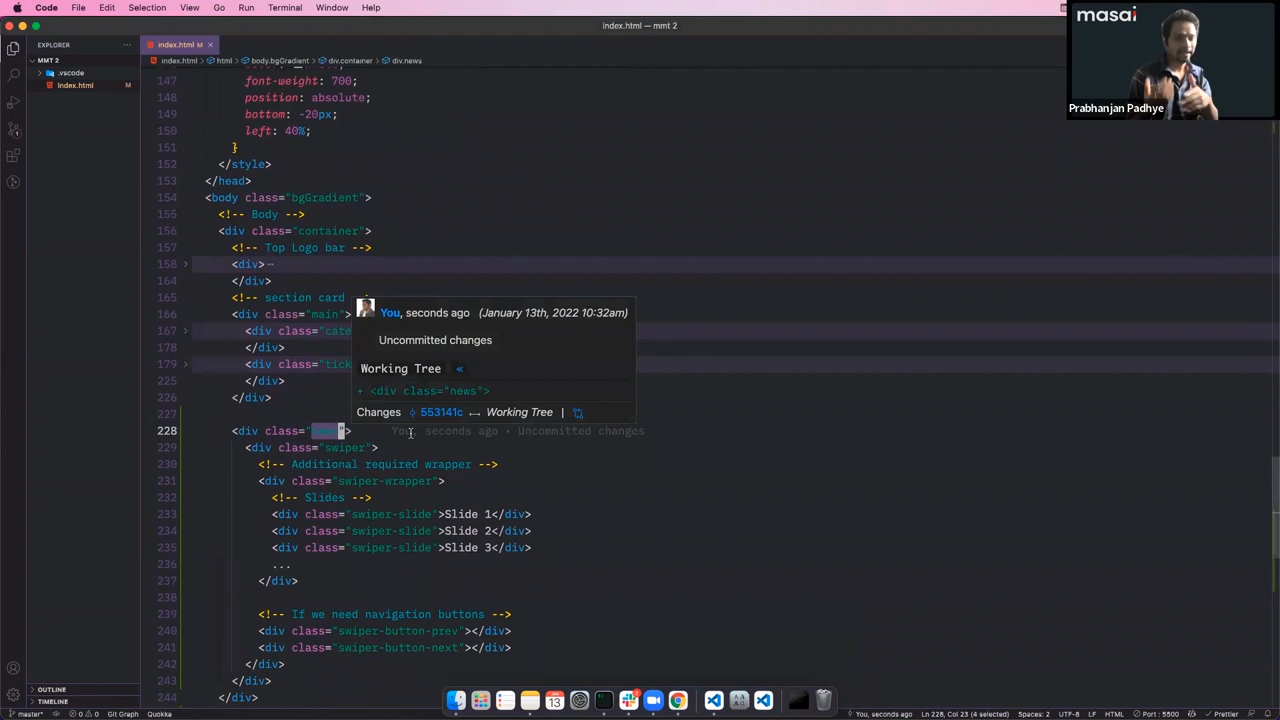 Code File Edit Selection View Go Run Terminal Window Help
index.html — mmt 2
masai
Prabhanjan Padhye
EXPLORER
MMT 2
.vscode
index.html M
index.html M
index.html > html > body.bgGradient > div.container > div.news
147 font-weight: 700;
148 position: absolute;
149 bottom: -20px;
150 left: 40%;
151 }
152 </style>
153 </head>
154 <body class="bgGradient">
155 <!-- Body -->
156 <div class="container">
157 <!-- Top Logo bar -->
158 <div>⋯
164 </div>
165 <!-- section card
166 <div class="main">
167 <div class="cate
178 </div>
179 <div class="tick
225 </div>
226 </div>
227
228 <div class="news"> You, seconds ago • Uncommitted changes
229 <div class="swiper">
230 <!-- Additional required wrapper -->
231 <div class="swiper-wrapper">
232 <!-- Slides -->
233 <div class="swiper-slide">Slide 1</div>
234 <div class="swiper-slide">Slide 2</div>
235 <div class="swiper-slide">Slide 3</div>
236 ...
237 </div>
238
239 <!-- If we need navigation buttons -->
240 <div class="swiper-button-prev"></div>
241 <div class="swiper-button-next"></div>
242 </div>
243 </div>
244 </div>
You, seconds ago (January 13th, 2022 10:32am)
Uncommitted changes
Working Tree «
+ <div class="news">
Changes 553141c ↔ Working Tree |
OUTLINE
TIMELINE
JAN 13
master* 0 0 Git Graph Quokka You, seconds ago Ln 228, Col 23 (4 selected) Spaces: 2 UTF-8 LF HTML Port : 5500 Prettier